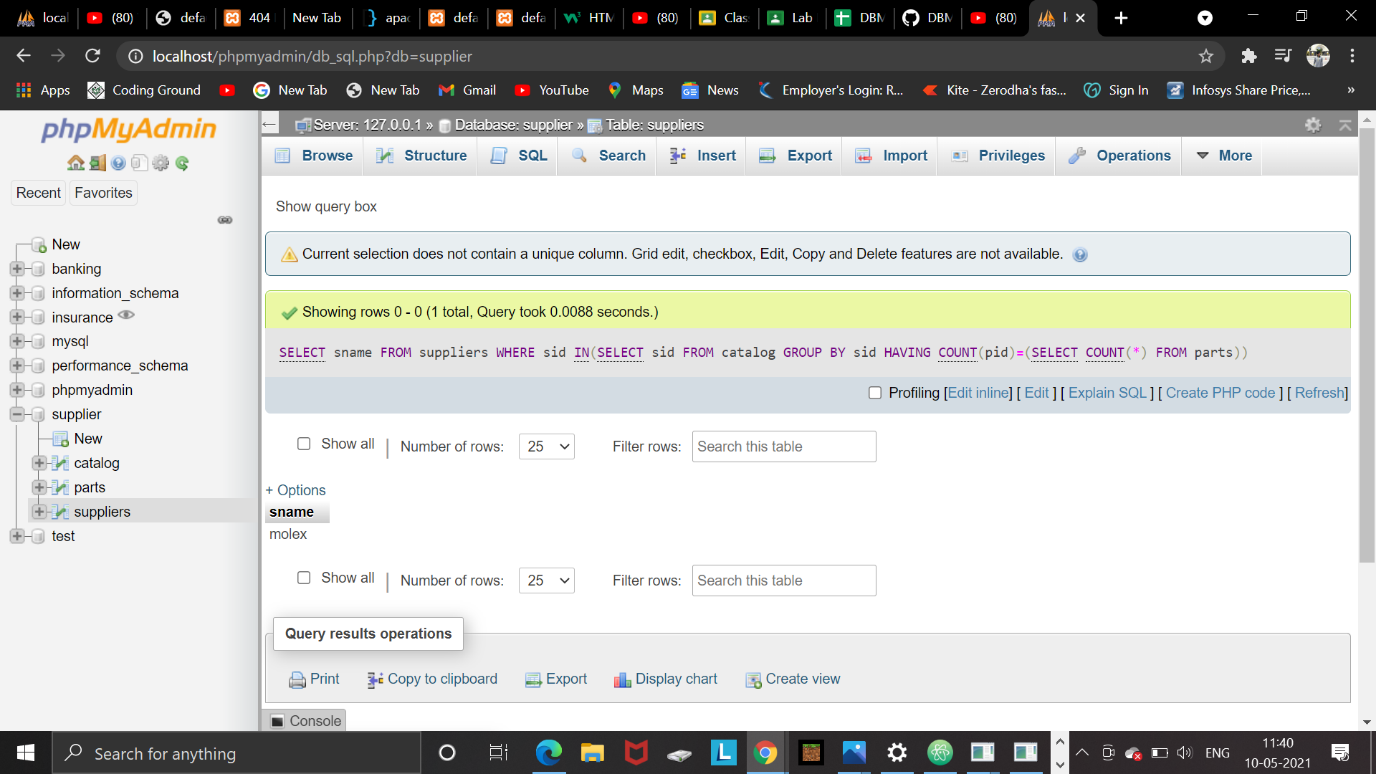 local
(80)
defa
404
New Tab
apac
defa
defa
HTM
(80)
Clas
Lab
DBM
DBM
(80)
localhost/phpmyadmin/db_sql.php?db=supplier
Apps
Coding Ground
New Tab
New Tab
Gmail
YouTube
Maps
News
Employer's Login: R...
Kite - Zerodha's fas...
Sign In
Infosys Share Price,...
»
phpMyAdmin
Recent
Favorites
New
banking
information_schema
insurance
mysql
performance_schema
phpmyadmin
supplier
New
catalog
parts
suppliers
test
Server: 127.0.0.1 » Database: supplier » Table: suppliers
Browse
Structure
SQL
Search
Insert
Export
Import
Privileges
Operations
More
Show query box
Current selection does not contain a unique column. Grid edit, checkbox, Edit, Copy and Delete features are not available.
Showing rows 0 - 0 (1 total, Query took 0.0088 seconds.)
SELECT sname FROM suppliers WHERE sid IN(SELECT sid FROM catalog GROUP BY sid HAVING COUNT(pid)=(SELECT COUNT(*) FROM parts))
Profiling [Edit inline] [ Edit ] [ Explain SQL ] [ Create PHP code ] [ Refresh]
Show all | Number of rows: 25 Filter rows: Search this table
+ Options
sname
molex
Show all | Number of rows: 25 Filter rows: Search this table
Query results operations
Print
Copy to clipboard
Export
Display chart
Create view
Console
Search for anything
ENG
11:40
10-05-2021